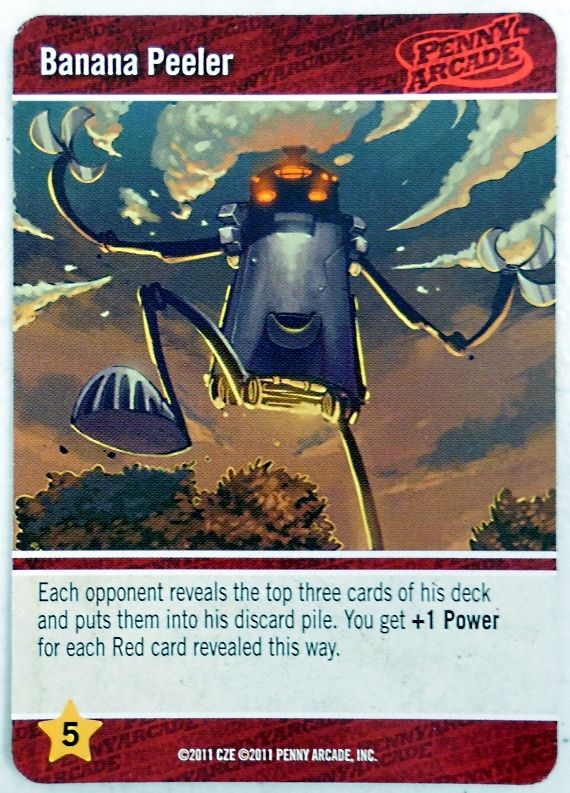 Banana Peeler
PENNY
ARCADE
Each opponent reveals the top three cards of his deck
and puts them into his discard pile. You get +1 Power
for each Red card revealed this way.
5
©2011 CZE ©2011 PENNY ARCADE, INC.